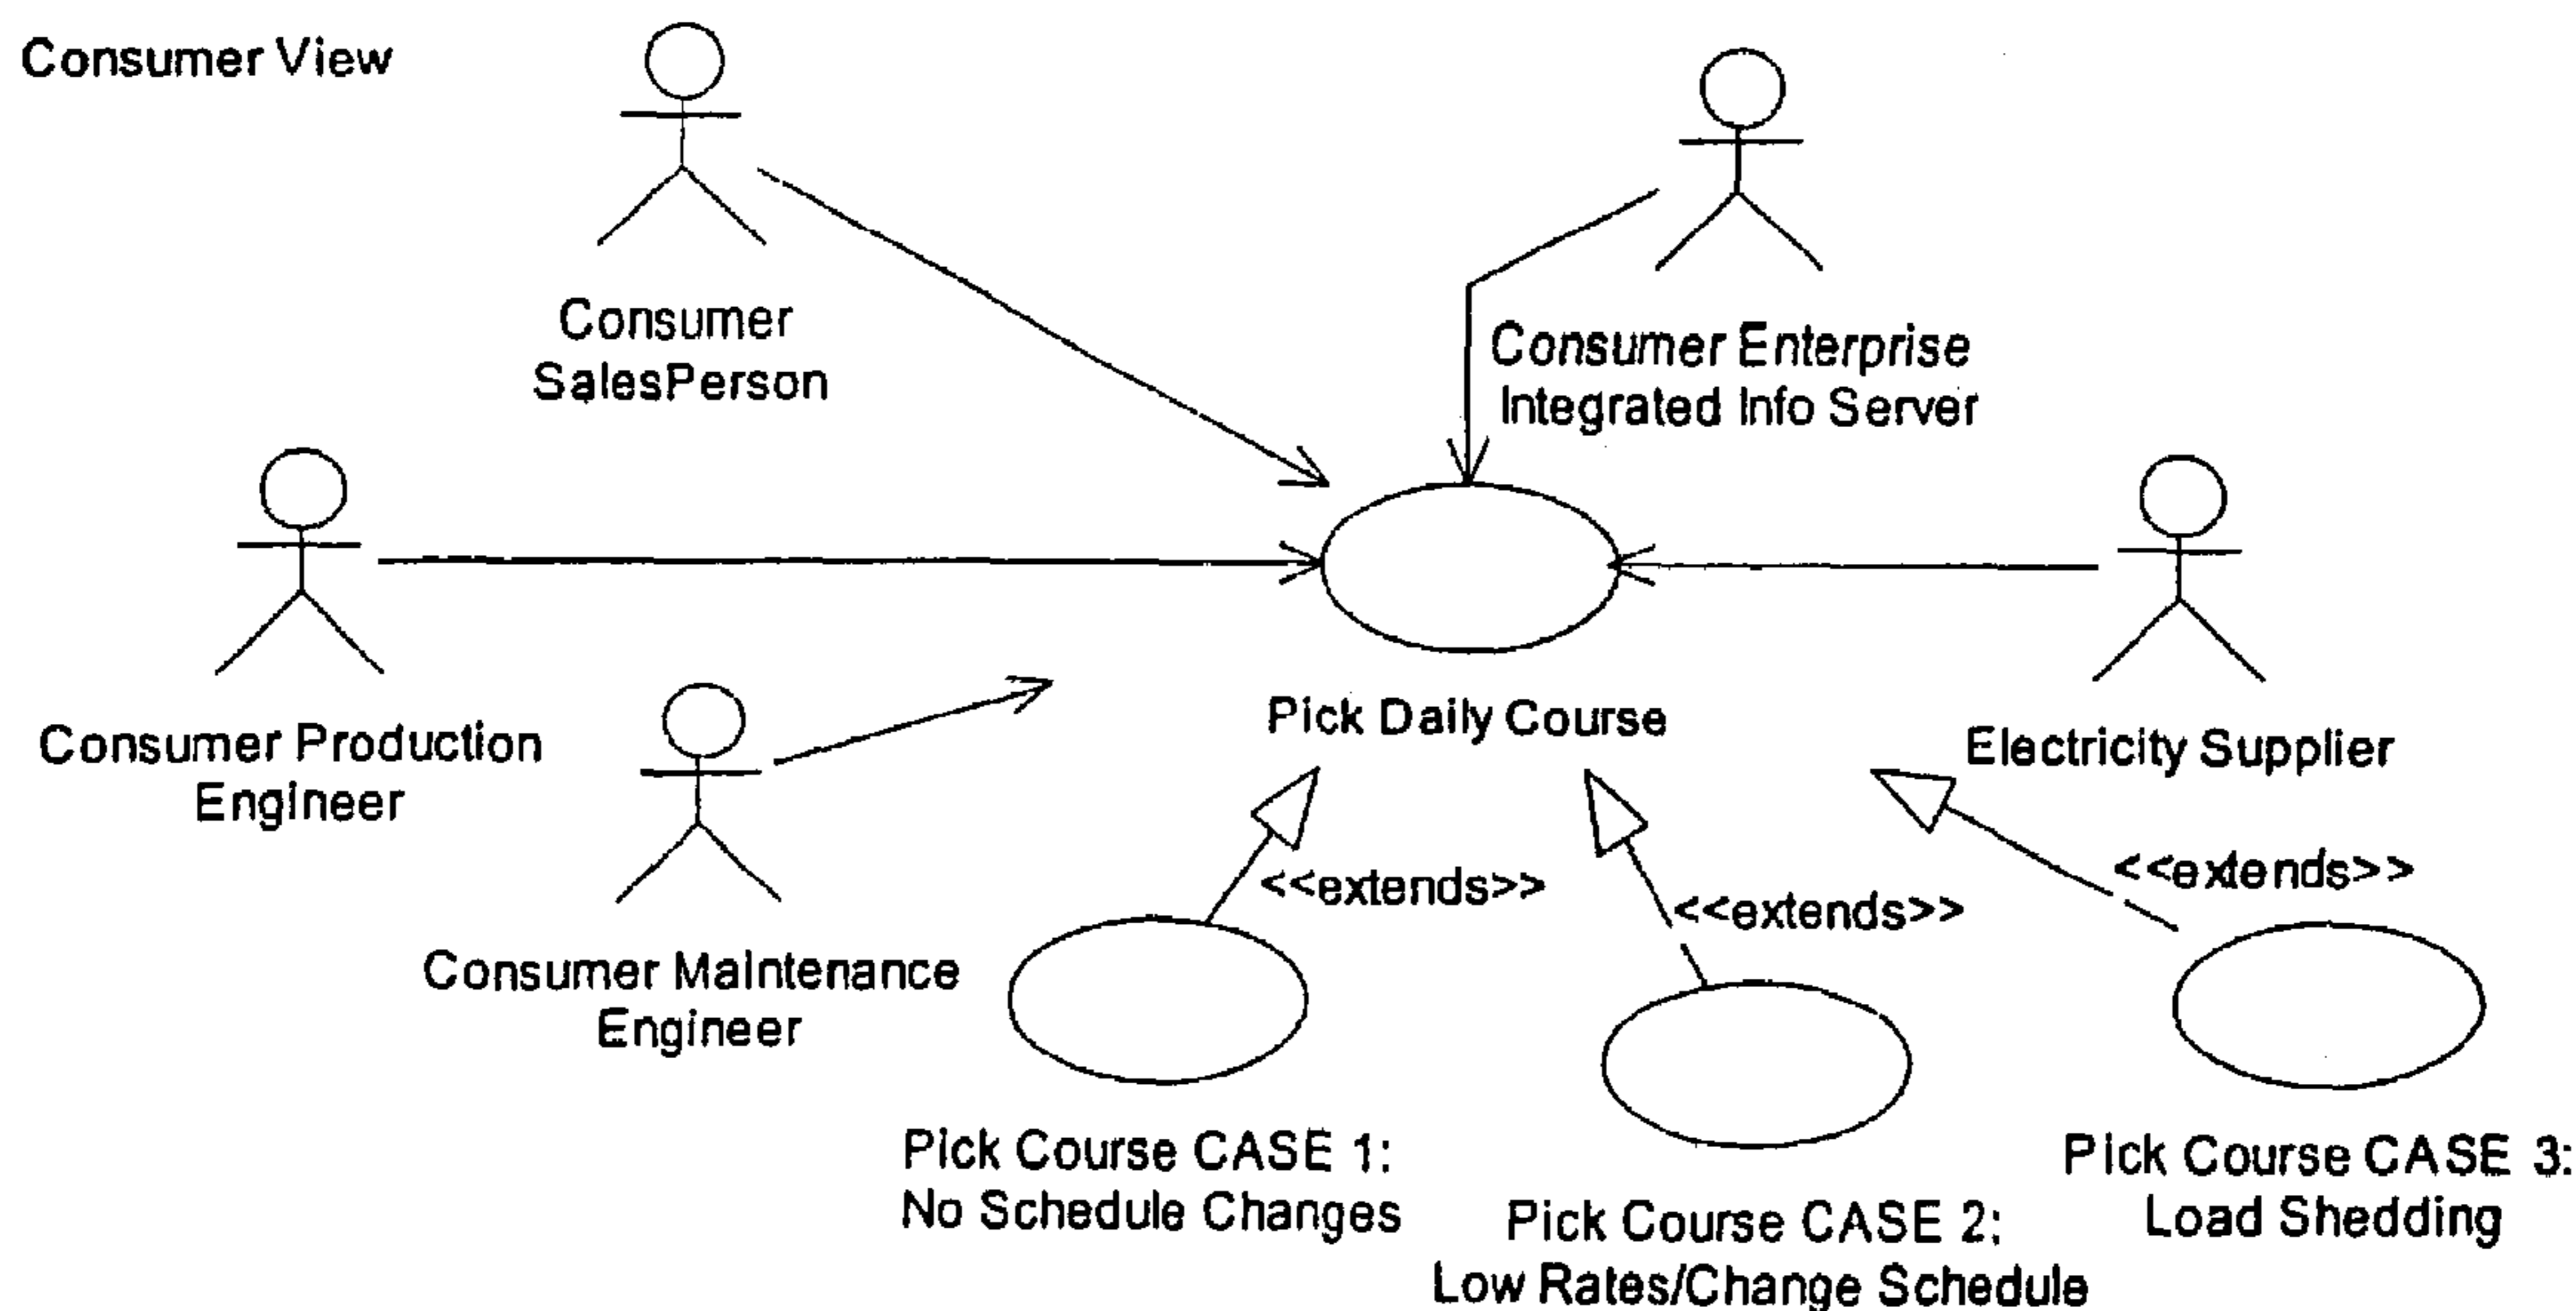 Consumer View
Consumer
SalesPerson
Consumer Enterprise
Integrated Info Server
Consumer Production
Engineer
Pick Daily Course
Electricity Supplier
Consumer Maintenance
Engineer
<<extends>>
<<extends>>
<<extends>>
Pick Course CASE 1:
No Schedule Changes
Pick Course CASE 2:
Low Rates/Change Schedule
Pick Course CASE 3:
Load Shedding